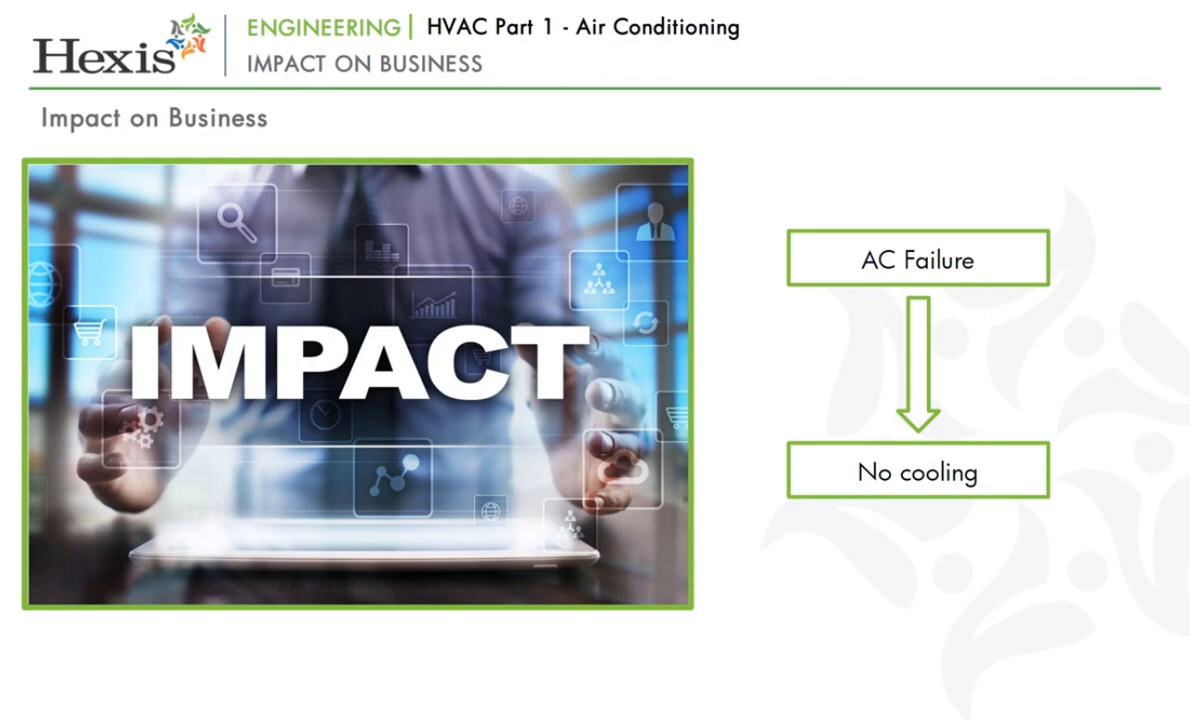 Hexis
ENGINEERING| HVAC Part 1 - Air Conditioning
IMPACT ON BUSINESS
Impact on Business
IMPACT
AC Failure
No cooling